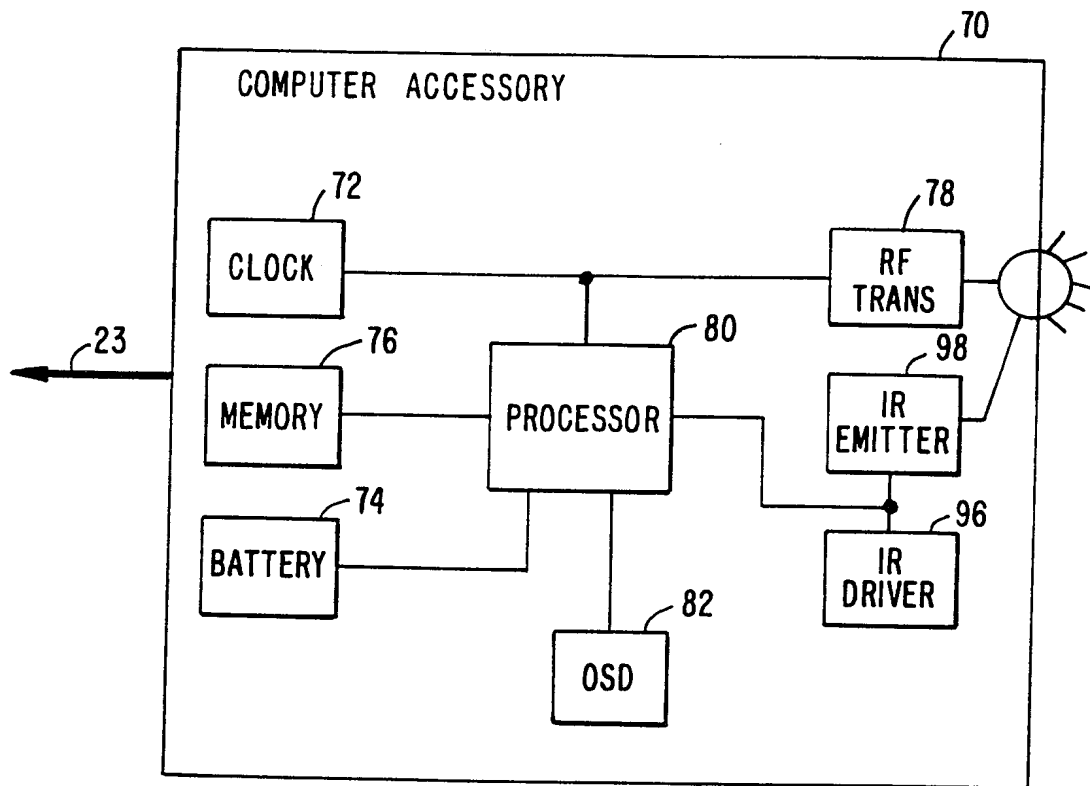 70
COMPUTER ACCESSORY
72
CLOCK
78
RF
TRANS
23
76
MEMORY
80
PROCESSOR
98
IR
EMITTER
74
BATTERY
96
IR
DRIVER
82
OSD